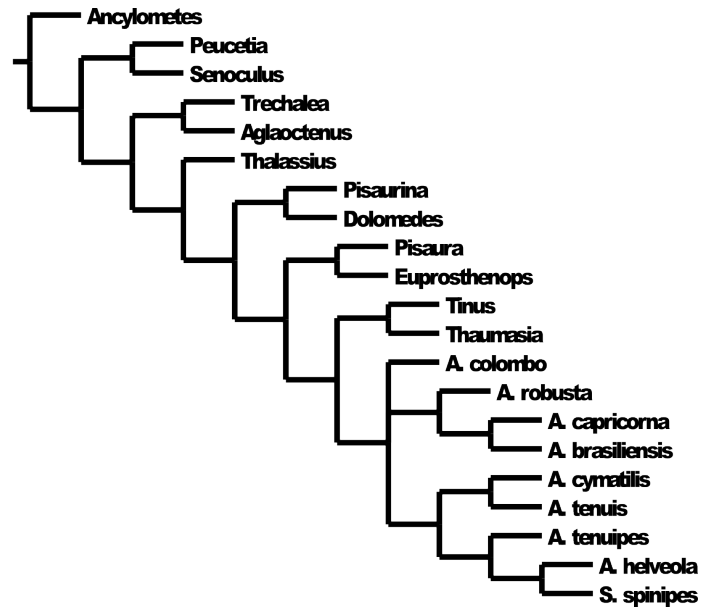 Ancylometes
Peucetia
Senoculus
Trechalea
Aglaoctenus
Thalassius
Pisaurina
Dolomedes
Pisaura
Euprosthenops
Tinus
Thaumasia
A. colombo
A. robusta
A. capricorna
A. brasiliensis
A. cymatilis
A. tenuis
A. tenuipes
A. helveola
S. spinipes